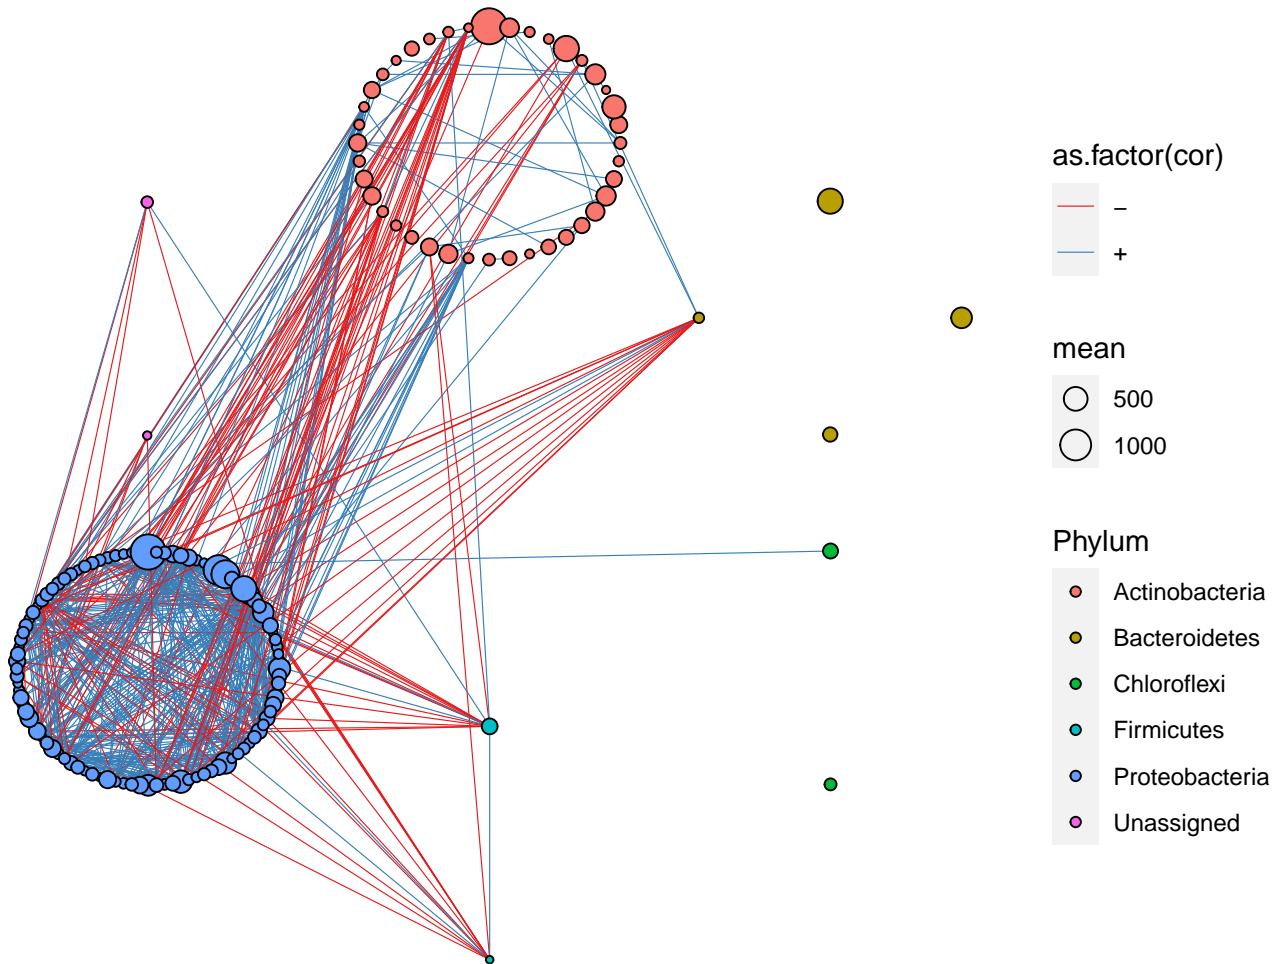 as.factor(cor)
−
+
mean
500
1000
Phylum
Actinobacteria
Bacteroidetes
Chloroflexi
Firmicutes
Proteobacteria
Unassigned